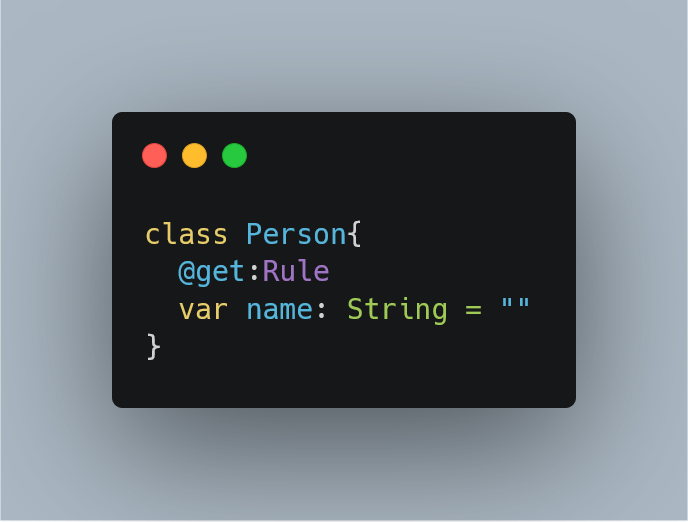 class Person{
  @get:Rule
  var name: String = ""
}